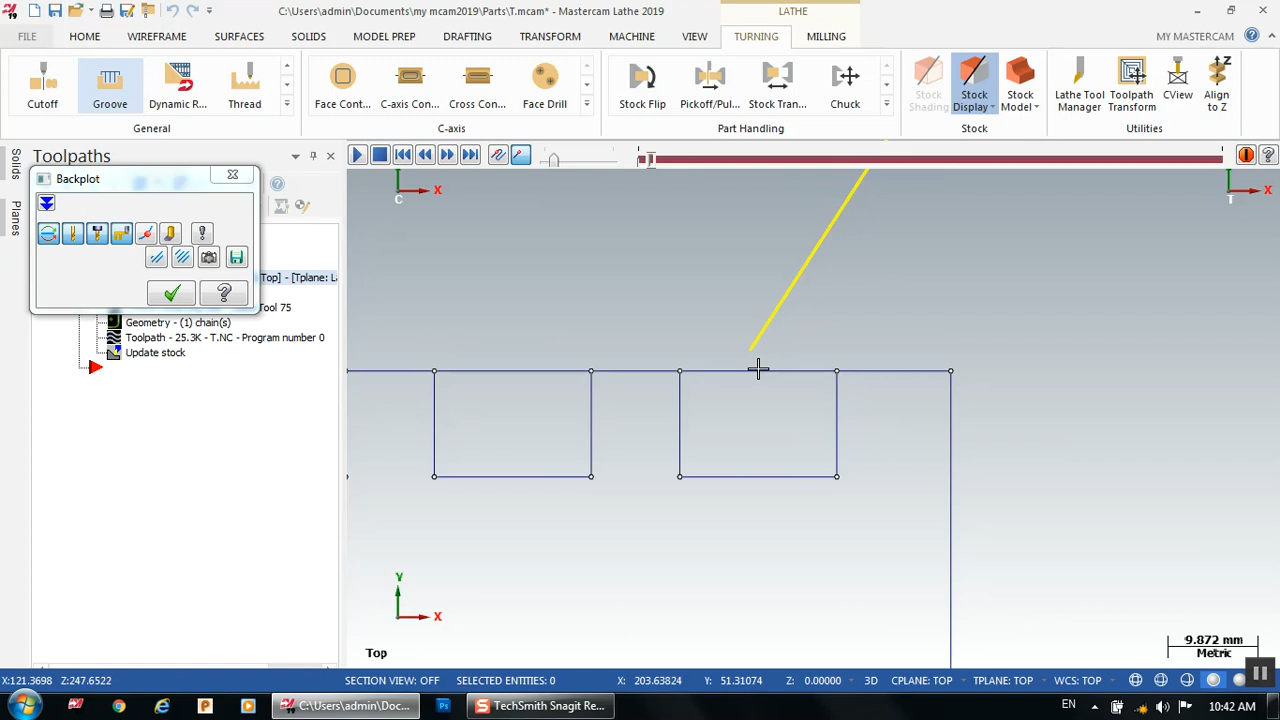 C:\Users\admin\Documents\my mcam2019\Parts\T.mcam* - Mastercam Lathe 2019
LATHE
FILE HOME WIREFRAME SURFACES SOLIDS MODEL PREP DRAFTING TRANSFORM MACHINE VIEW TURNING MILLING MY MASTERCAM
Cutoff Groove Dynamic R... Thread Face Cont... C-axis Con... Cross Con... Face Drill Stock Flip Pickoff/Pul... Stock Tran... Chuck Stock Shading Stock Display Stock Model Lathe Tool Manager Toolpath Transform CView Align to Z
General C-axis Part Handling Stock Utilities
Toolpaths
Solids
Planes
Backplot
Top] - [Tplane: L
Tool 75
Geometry - (1) chain(s)
Toolpath - 25.3K - T.NC - Program number 0
Update stock
X
C
X
T
Y
X
Top
9.872 mm
Metric
X:121.3698 Z:247.6522 SECTION VIEW: OFF SELECTED ENTITIES: 0 X: 203.63824 Y: 51.31074 Z: 0.00000 3D CPLANE: TOP TPLANE: TOP WCS: TOP
C:\Users\admin\Doc... TechSmith Snagit Re... EN 10:42 AM